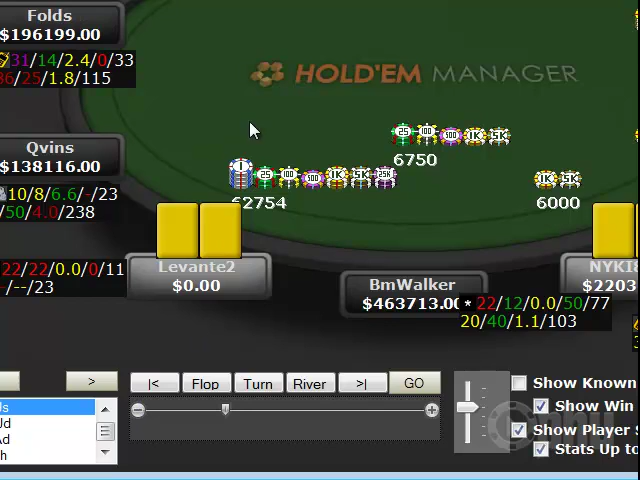 Folds
$196199.00
31/14/2.4/0/33
36/25/1.8/115
HOLD'EM MANAGER
6750
Qvins
$138116.00
10/8/6.6/-/23
/50/4.0/238
62754
6000
22/22/0.0/0/11
-/--/23
Levante2
$0.00
BmWalker
$463713.00
NYKI8
$2203
* 22/12/0.0/50/77
20/40/1.1/103
>
|< Flop Turn River >| GO
Show Known
Show Win
Show Player S
Stats Up to